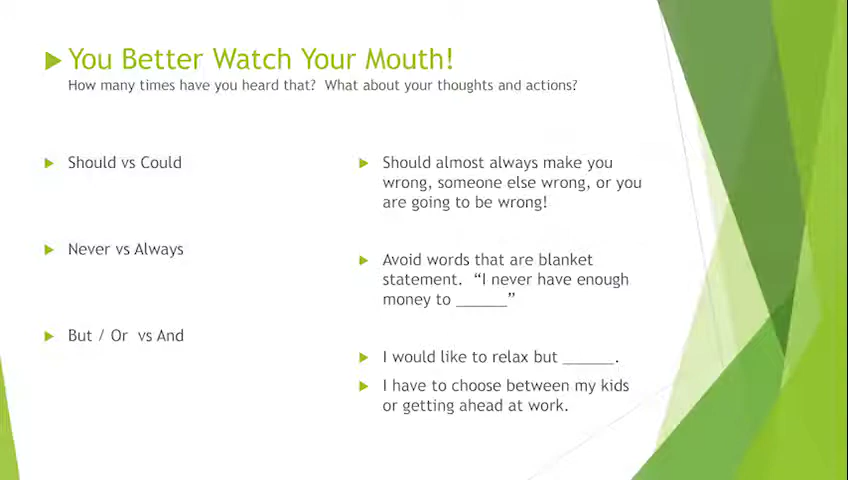 You Better Watch Your Mouth!
How many times have you heard that?  What about your thoughts and actions?
Should vs Could
Never vs Always
But / Or  vs And
Should almost always make you
wrong, someone else wrong, or you
are going to be wrong!
Avoid words that are blanket
statement.  “I never have enough
money to ______”
I would like to relax but ______.
I have to choose between my kids
or getting ahead at work.